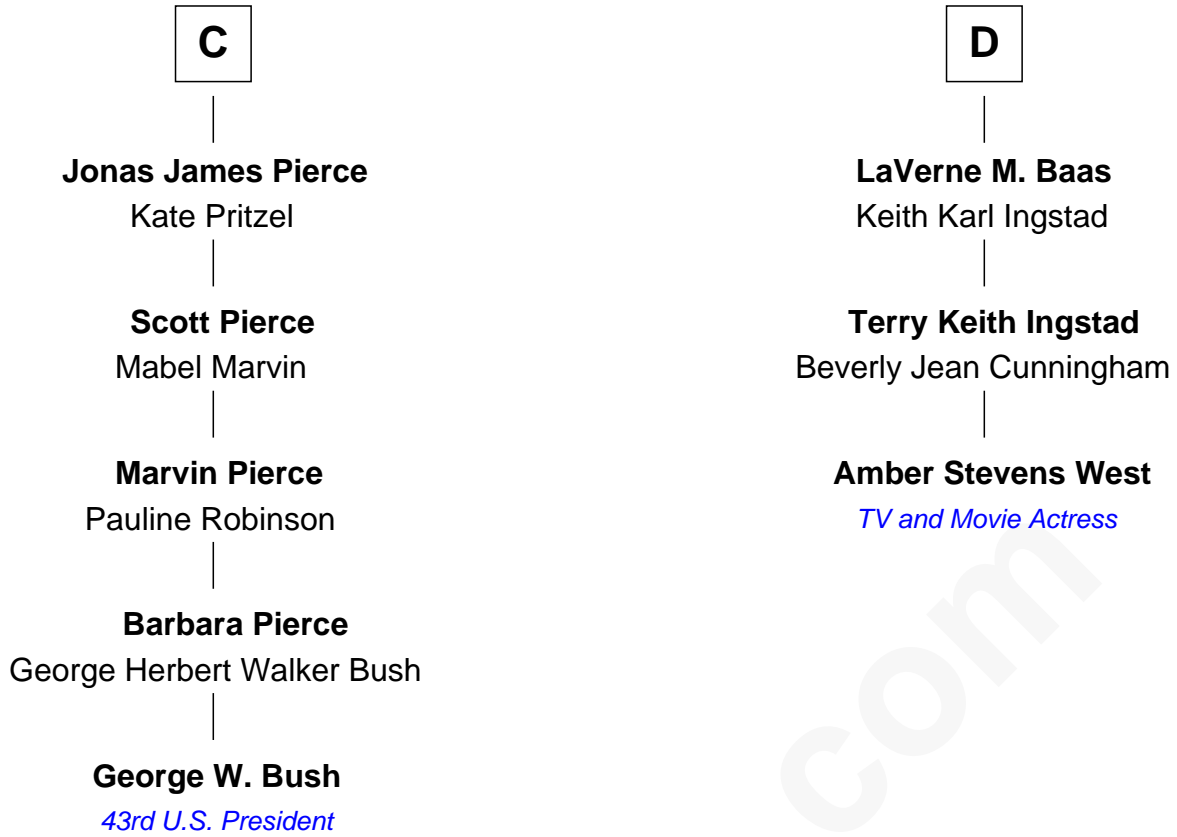 C
Jonas James Pierce
Kate Pritzel
Scott Pierce
Mabel Marvin
Marvin Pierce
Pauline Robinson
Barbara Pierce
George Herbert Walker Bush
George W. Bush
43rd U.S. President
D
LaVerne M. Baas
Keith Karl Ingstad
Terry Keith Ingstad
Beverly Jean Cunningham
Amber Stevens West
TV and Movie Actress
com